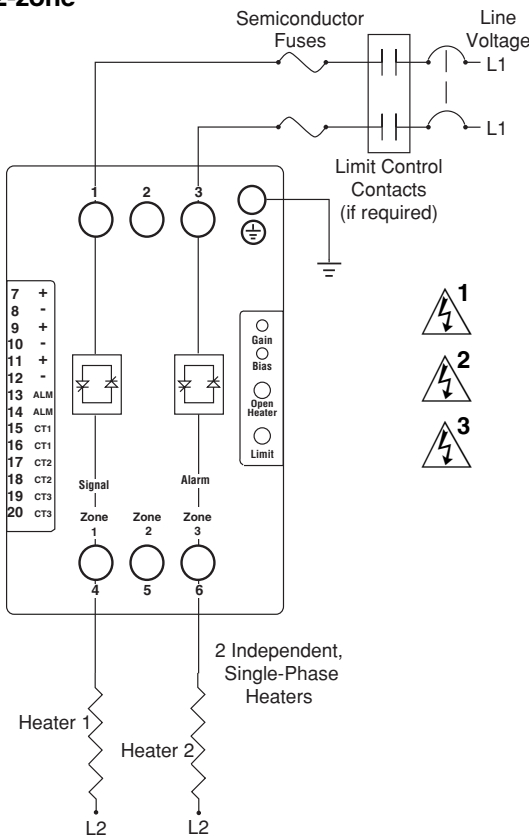 Semiconductor
Fuses
Line
Voltage
L1
L1
Limit Control
Contacts
(if required)
1 2 3
7 +
8 -
9 +
10 -
11 +
12 -
13 ALM
14 ALM
15 CT1
16 CT1
17 CT2
18 CT2
19 CT3
20 CT3
Gain
Bias
Open
Heater
Limit
1
2
3
Signal
Alarm
Zone
1
Zone
2
Zone
3
4 5 6
2 Independent,
Single-Phase
Heaters
Heater 1
Heater 2
L2
L2